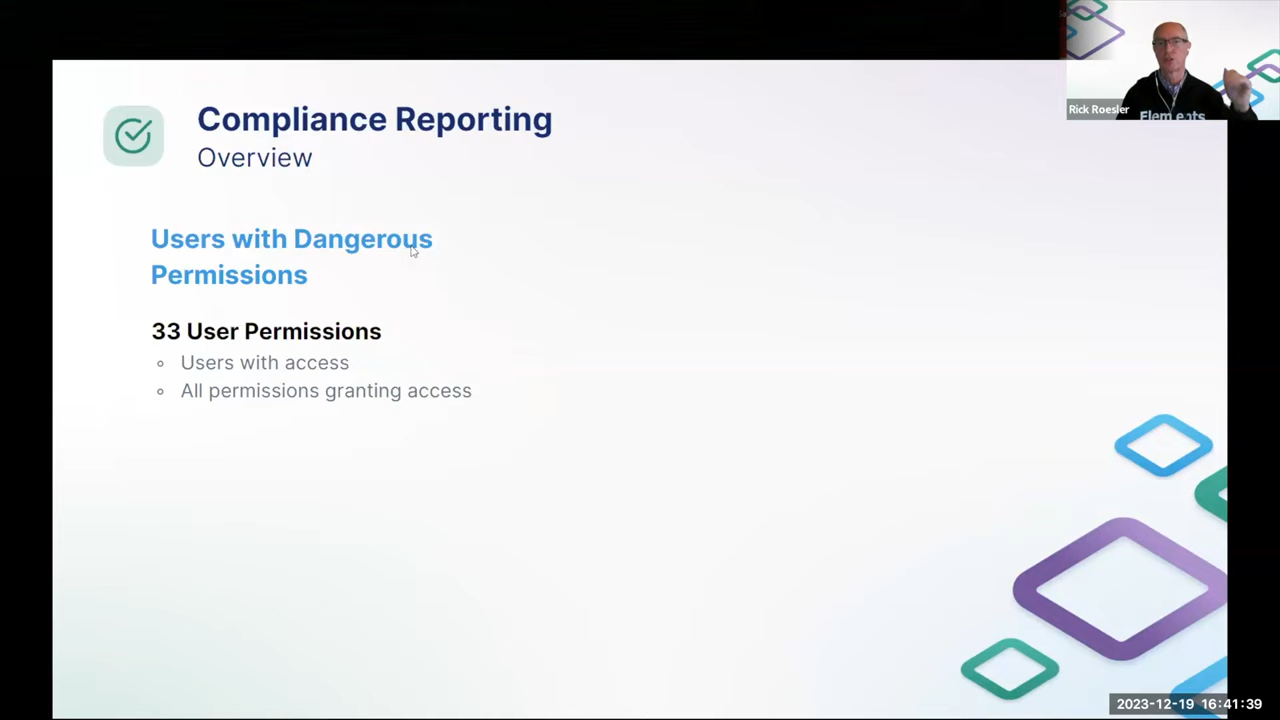 Compliance Reporting
Overview
Users with Dangerous
Permissions
33 User Permissions
Users with access
All permissions granting access
Rick Roesler
Elements
2023-12-19 16:41:39